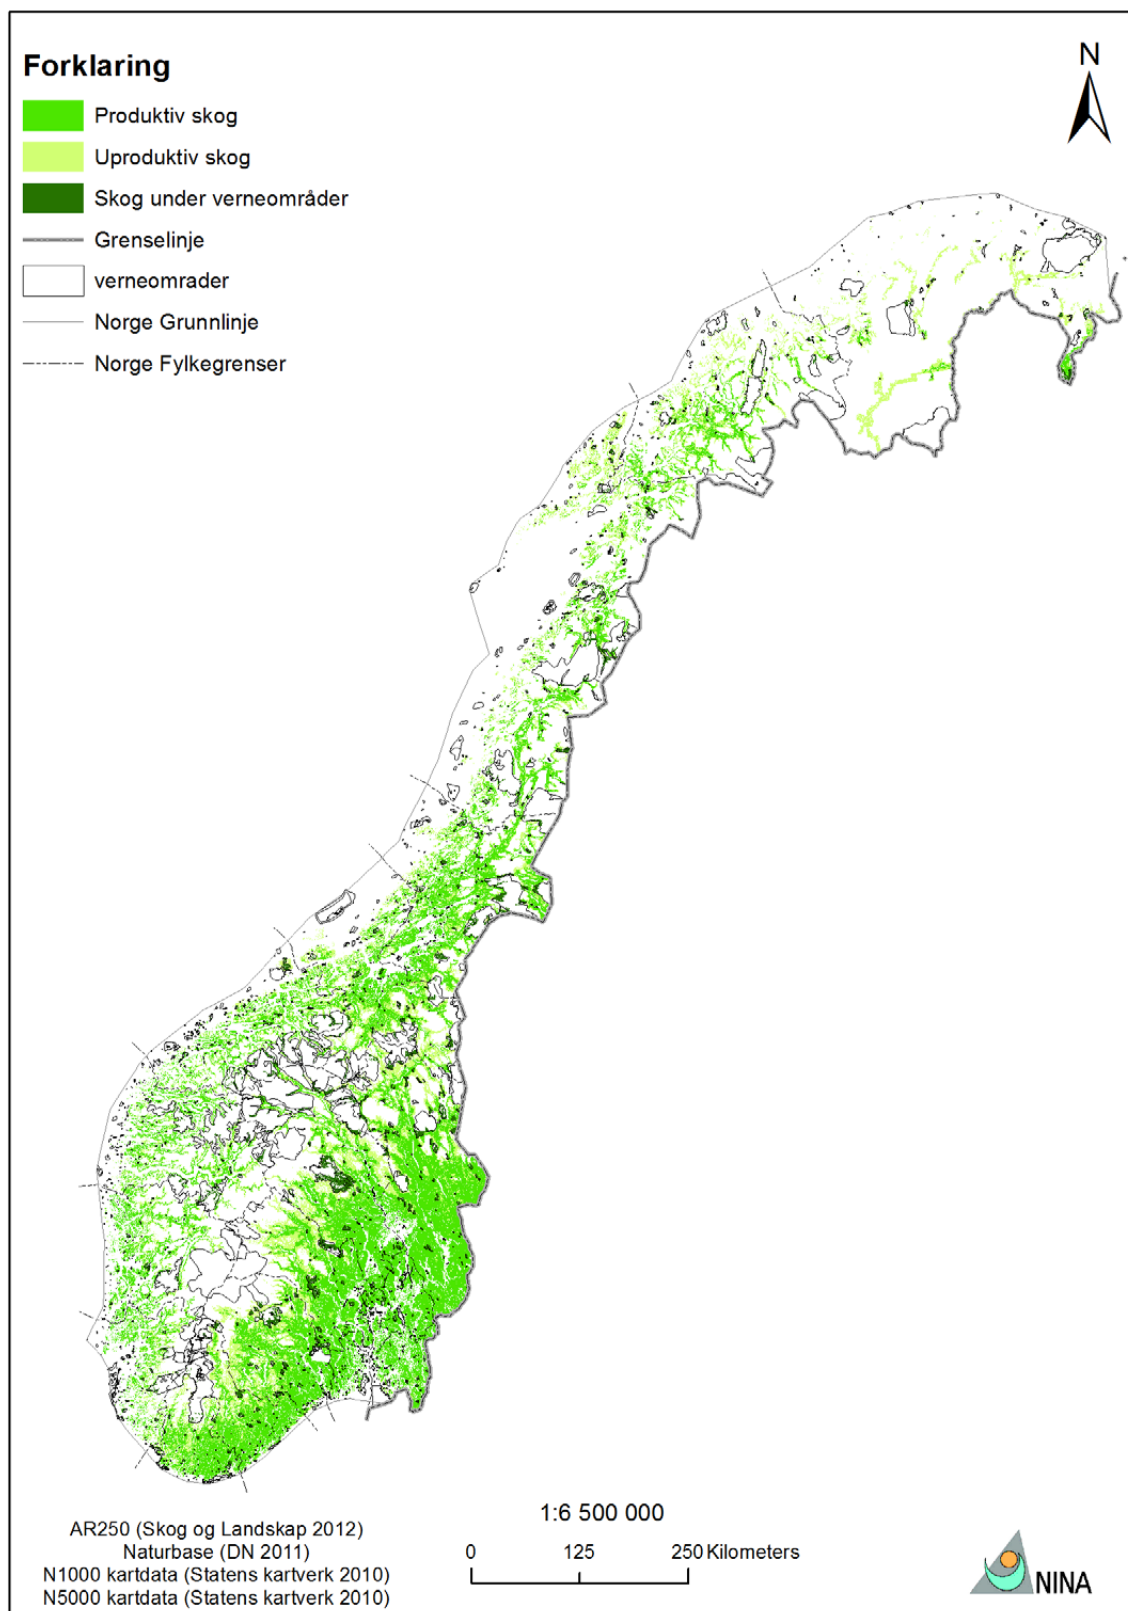 Forklaring
Produktiv skog
Uproduktiv skog
Skog under verneområder
Grenselinje
verneomrader
Norge Grunnlinje
Norge Fylkegrenser
N
AR250 (Skog og Landskap 2012)
Naturbase (DN 2011)
N1000 kartdata (Statens kartverk 2010)
N5000 kartdata (Statens kartverk 2010)
1:6 500 000
0 125 250 Kilometers
NINA